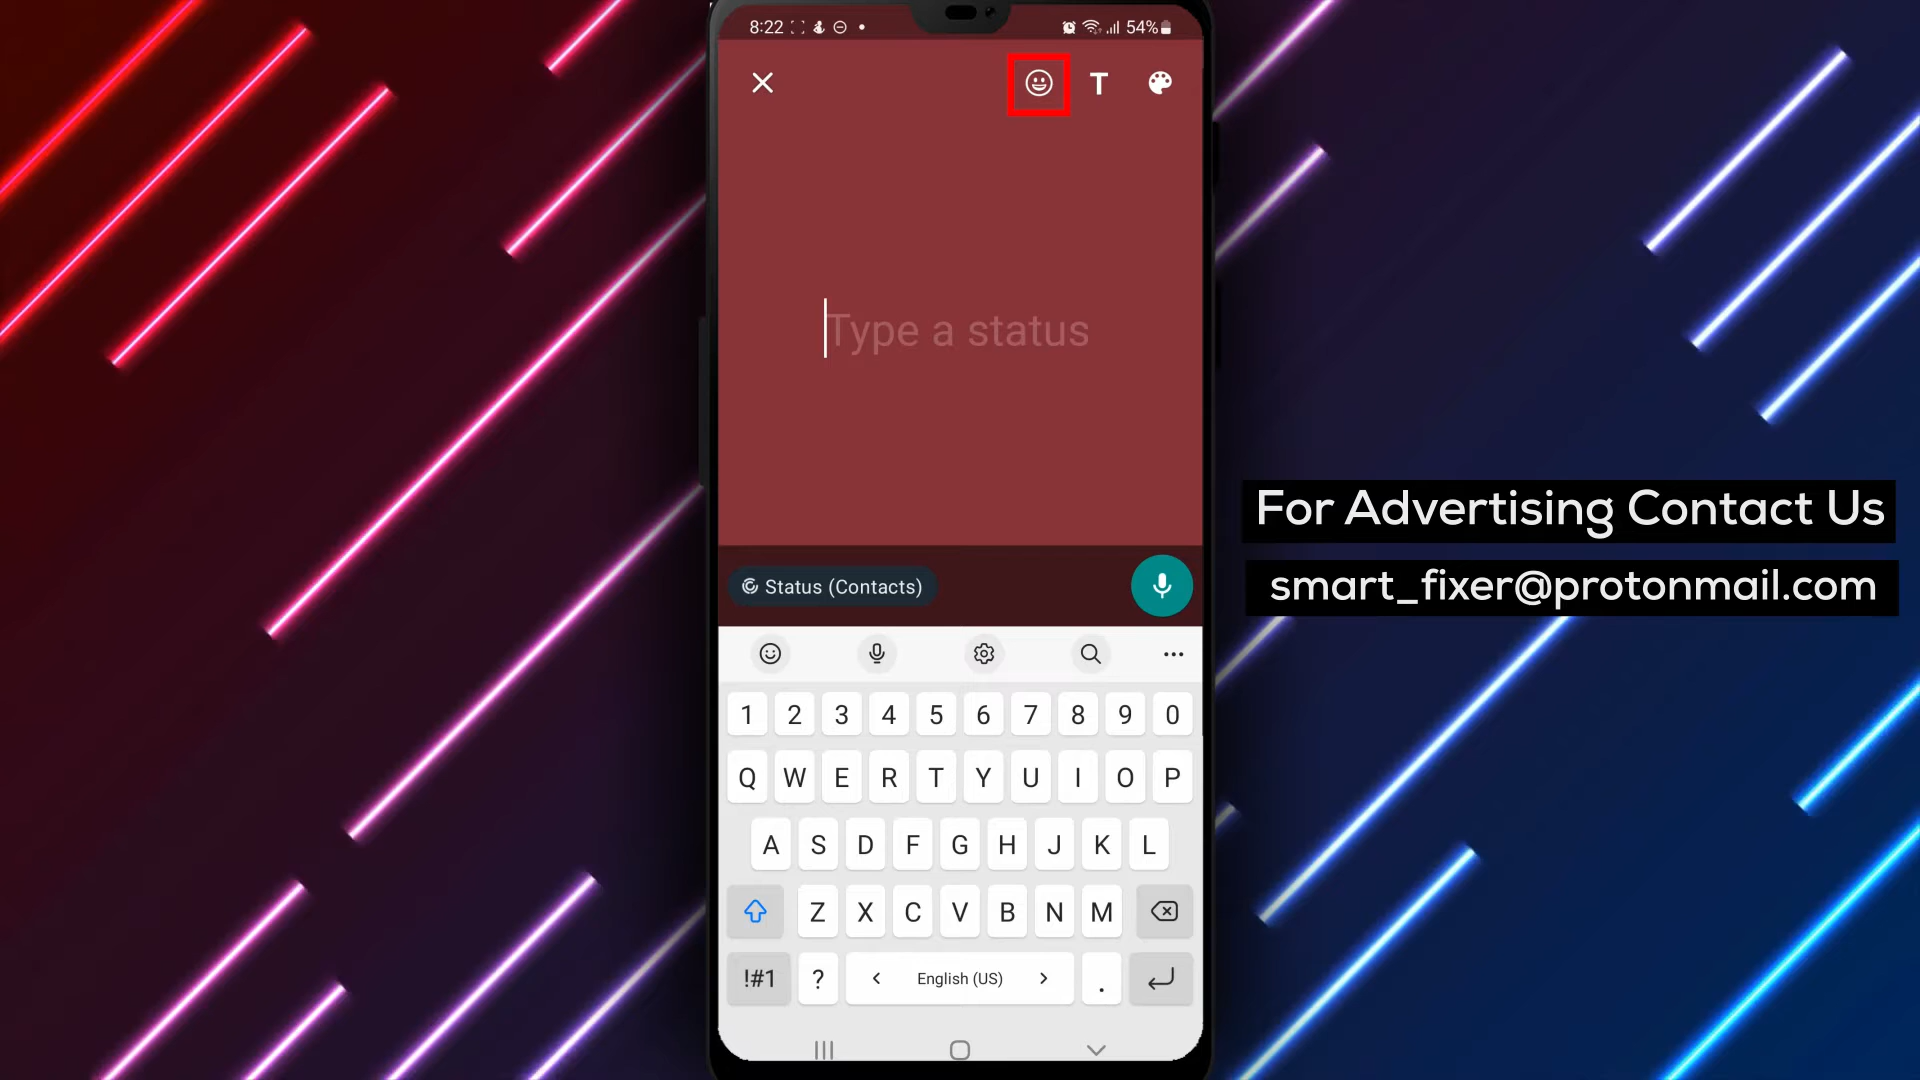 8:22
54%
T
Type a status
For Advertising Contact Us
smart_fixer@protonmail.com
Status (Contacts)
1 2 3 4 5 6 7 8 9 0
Q W E R T Y U I O P
A S D F G H J K L
Z X C V B N M
!#1 ? < English (US) > .